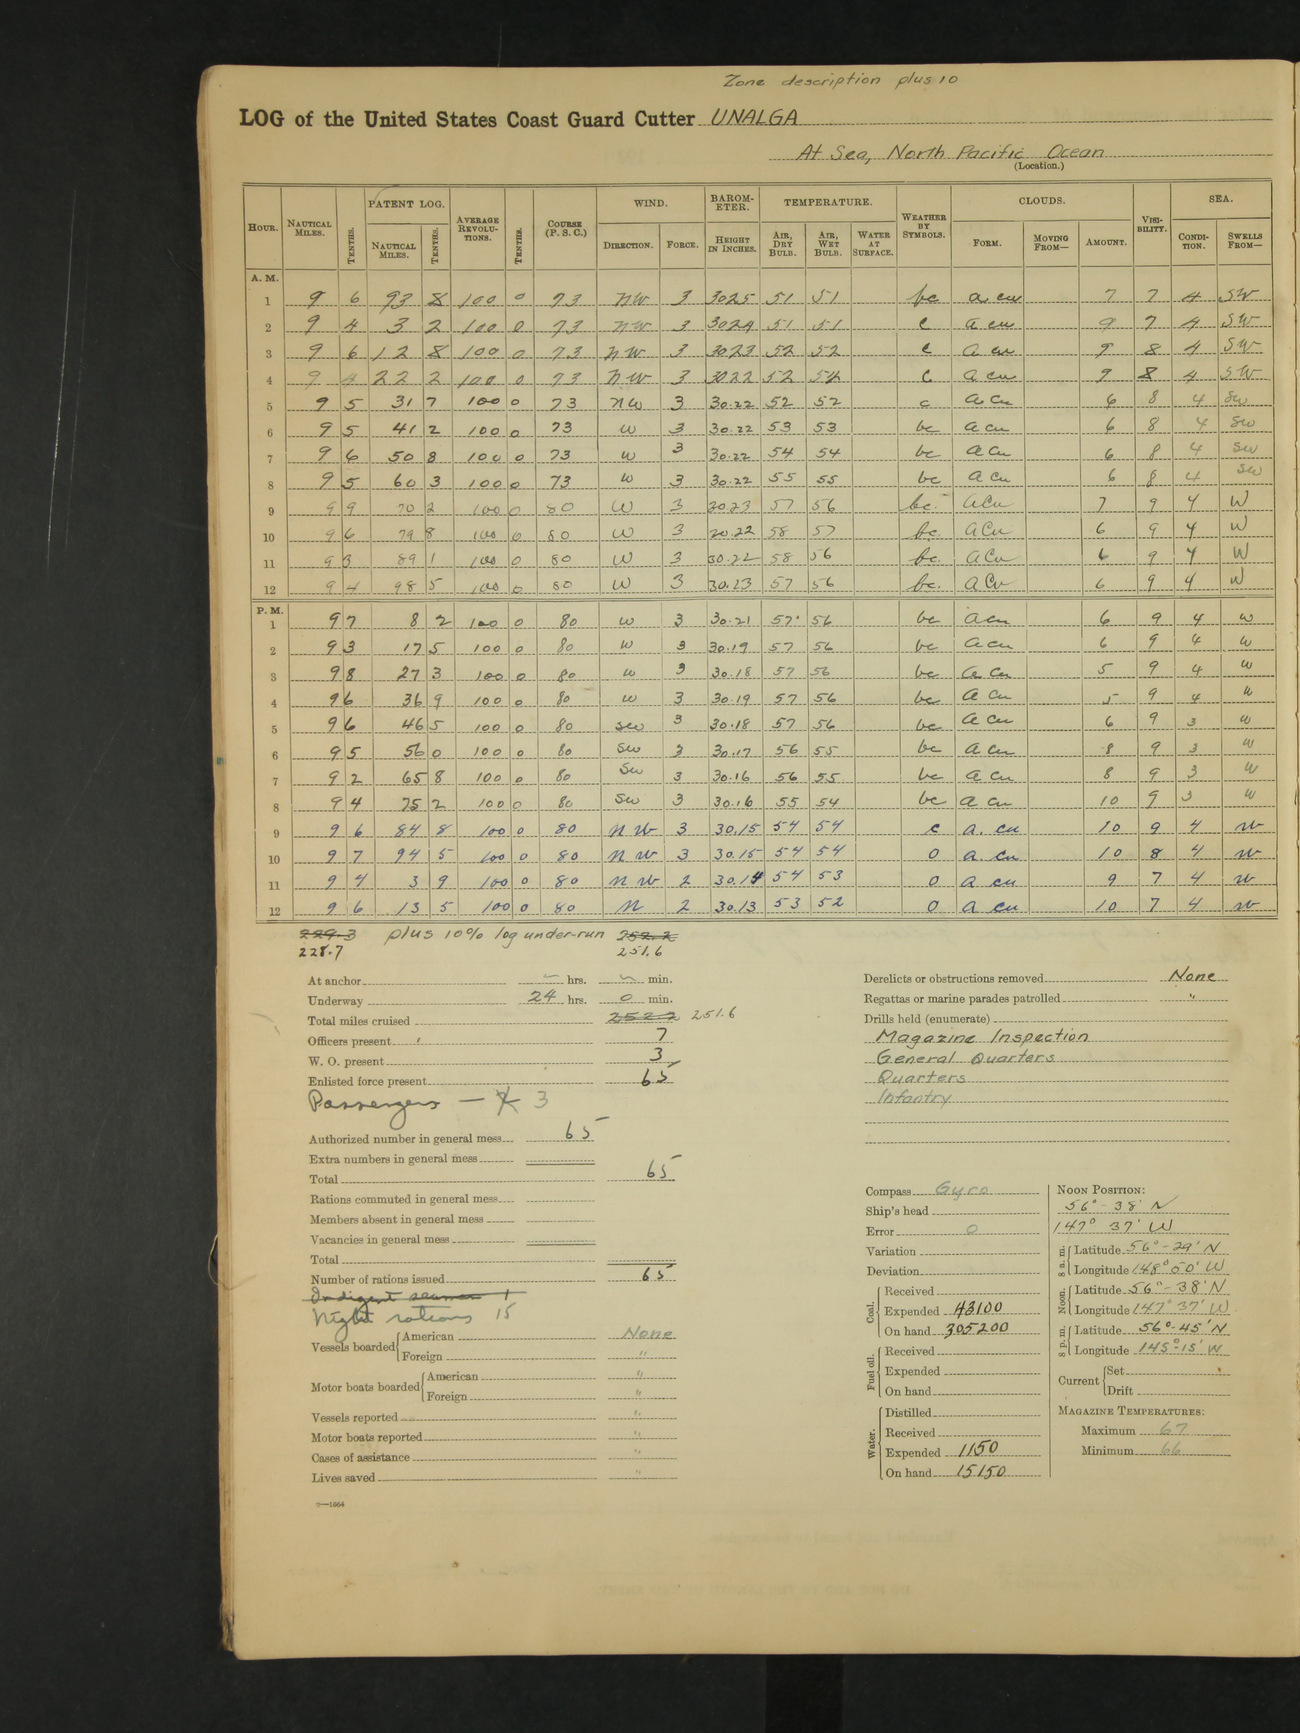 Zone description plus 10
LOG of the United States Coast Guard Cutter UNALGA
At Sea, North Pacific Ocean
(Location.)
HOUR. NAUTICAL MILES. TENTHS. PATENT LOG. NAUTICAL MILES. TENTHS. AVERAGE REVOLUTIONS. TENTHS. COURSE (P. S. C.) WIND. DIRECTION. FORCE. BAROMETER. HEIGHT IN INCHES. TEMPERATURE. AIR, DRY BULB. AIR, WET BULB. WATER AT SURFACE. WEATHER BY SYMBOLS. CLOUDS. FORM. MOVING FROM— AMOUNT. VISIBILITY. SEA. CONDITION. SWELLS FROM—
A. M.
1 9 6 93 8 100 0 73 NW 3 3025 51 51 bc a cu 7 7 4 SW
2 9 4 3 2 100 0 73 NW 3 3024 51 51 c a cu 9 7 4 SW
3 9 6 12 8 100 0 73 NW 3 3023 52 52 c a cu 9 8 4 SW
4 9 4 22 2 100 0 73 NW 3 3022 52 52 c a cu 9 8 4 SW
5 9 5 31 7 100 0 73 NW 3 30.22 52 52 c a cu 6 8 4 SW
6 9 5 41 2 100 0 73 W 3 30.22 53 53 bc a cu 6 8 4 SW
7 9 6 50 8 100 0 73 W 3 30.22 54 54 bc a cu 6 8 4 SW
8 9 5 60 3 100 0 73 W 3 30.22 55 55 bc a cu 6 8 4 SW
9 9 9 70 2 100 0 80 W 3 30.23 57 56 bc. a Cu 7 9 4 W
10 9 6 79 8 100 0 80 W 3 30.22 58 57 bc. a Cu 6 9 4 W
11 9 3 89 1 100 0 80 W 3 30.22 58 56 bc. a Cu 6 9 4 W
12 9 4 98 5 100 0 80 W 3 30.23 57 56 bc. a Cu 6 9 4 W
P. M.
1 9 7 8 2 100 0 80 W 3 30.21 57 56 bc a cu 6 9 4 W
2 9 3 17 5 100 0 80 W 3 30.19 57 56 bc a cu 6 9 4 W
3 9 8 27 3 100 0 80 W 3 30.18 57 56 bc a cu 5 9 4 W
4 9 6 36 9 100 0 80 W 3 30.19 57 56 bc a cu 5 9 4 W
5 9 6 46 5 100 0 80 SW 3 30.18 57 56 bc a cu 6 9 3 W
6 9 5 56 0 100 0 80 SW 3 30.17 56 55 bc a cu 8 9 3 W
7 9 2 65 8 100 0 80 SW 3 30.16 56 55 bc a cu 8 9 3 W
8 9 4 75 2 100 0 80 SW 3 30.16 55 54 bc a cu 10 9 3 W
9 9 6 84 8 100 0 80 NW 3 30.15 54 54 c a. cu 10 9 4 W
10 9 7 94 5 100 0 80 NW 3 30.15 54 54 0 a. cu 10 8 4 W
11 9 4 3 9 100 0 80 NW 2 30.14 54 53 0 a cu 9 7 4 W
12 9 6 13 5 100 0 80 N 2 30.13 53 52 0 a cu 10 7 4 W
229.3 plus 10% log under-run 252.2
228.7 251.6
At anchor – hrs. – min.
Underway 24 hrs. 0 min.
Total miles cruised 252.2 251.6
Officers present 7
W. O. present 3
Enlisted force present 65
Passengers — 3
Authorized number in general mess 65
Extra numbers in general mess
Total 65
Rations commuted in general mess
Members absent in general mess
Vacancies in general mess
Total
Number of rations issued 65
Indigent seamen 1
Night rations 15
Vessels boarded American None
Foreign "
Motor boats boarded American "
Foreign "
Vessels reported "
Motor boats reported "
Cases of assistance "
Lives saved "
2—1664
Derelicts or obstructions removed None
Regattas or marine parades patrolled "
Drills held (enumerate)
Magazine Inspection
General Quarters
Quarters
Infantry
Compass Gyro
Ship's head
Error 0
Variation
Deviation
Coal. Received
Expended 43100
On hand 305200
Fuel oil. Received
Expended
On hand
Water. Distilled
Received
Expended 1150
On hand 15150
NOON POSITION:
56° - 38' N
147° 37' W
8 a.m. Latitude 56° - 29' N
Longitude 148° 50' W
Noon. Latitude 56° - 38' N
Longitude 147° 37' W
8 p.m. Latitude 56° - 45' N
Longitude 145° - 15' W
Current Set
Drift
MAGAZINE TEMPERATURES:
Maximum 67
Minimum 66